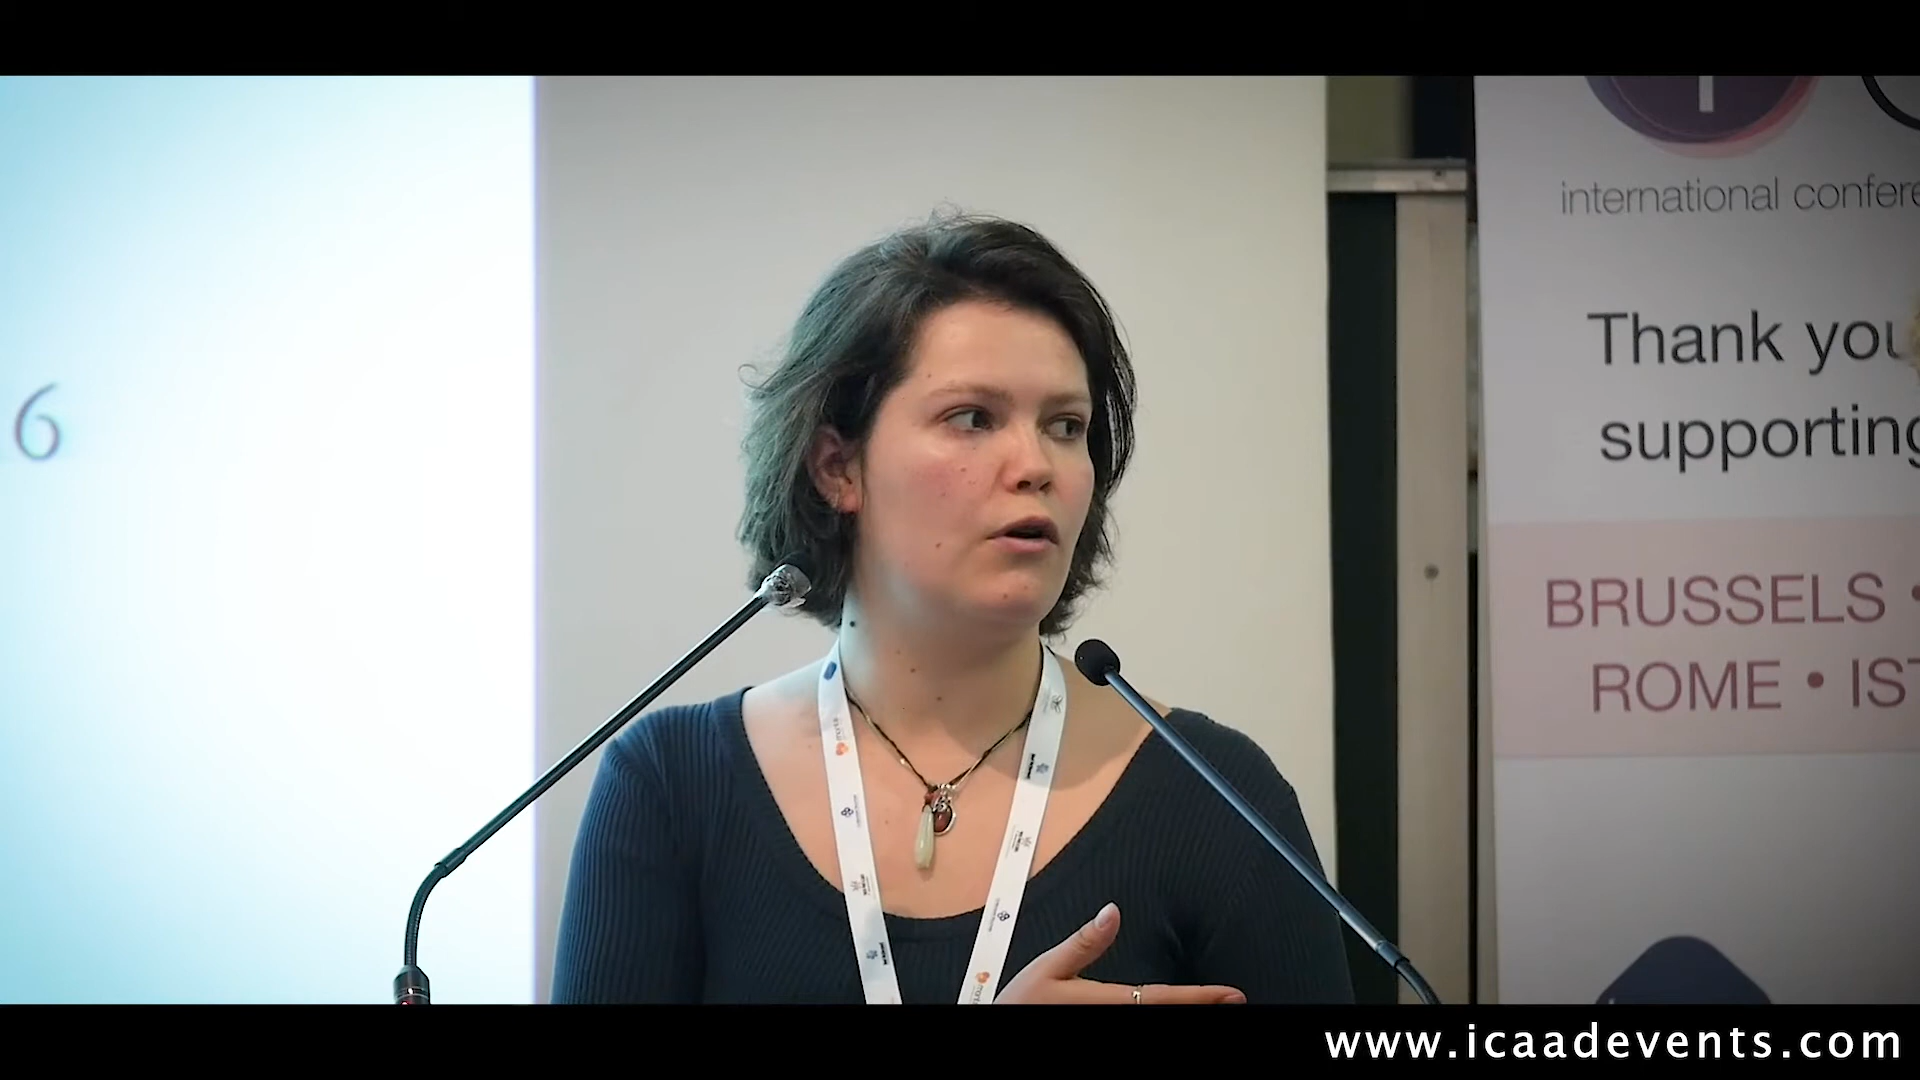 6
international confere
Thank you
supporting
BRUSSELS •
ROME • IST
www.icaadevents.com